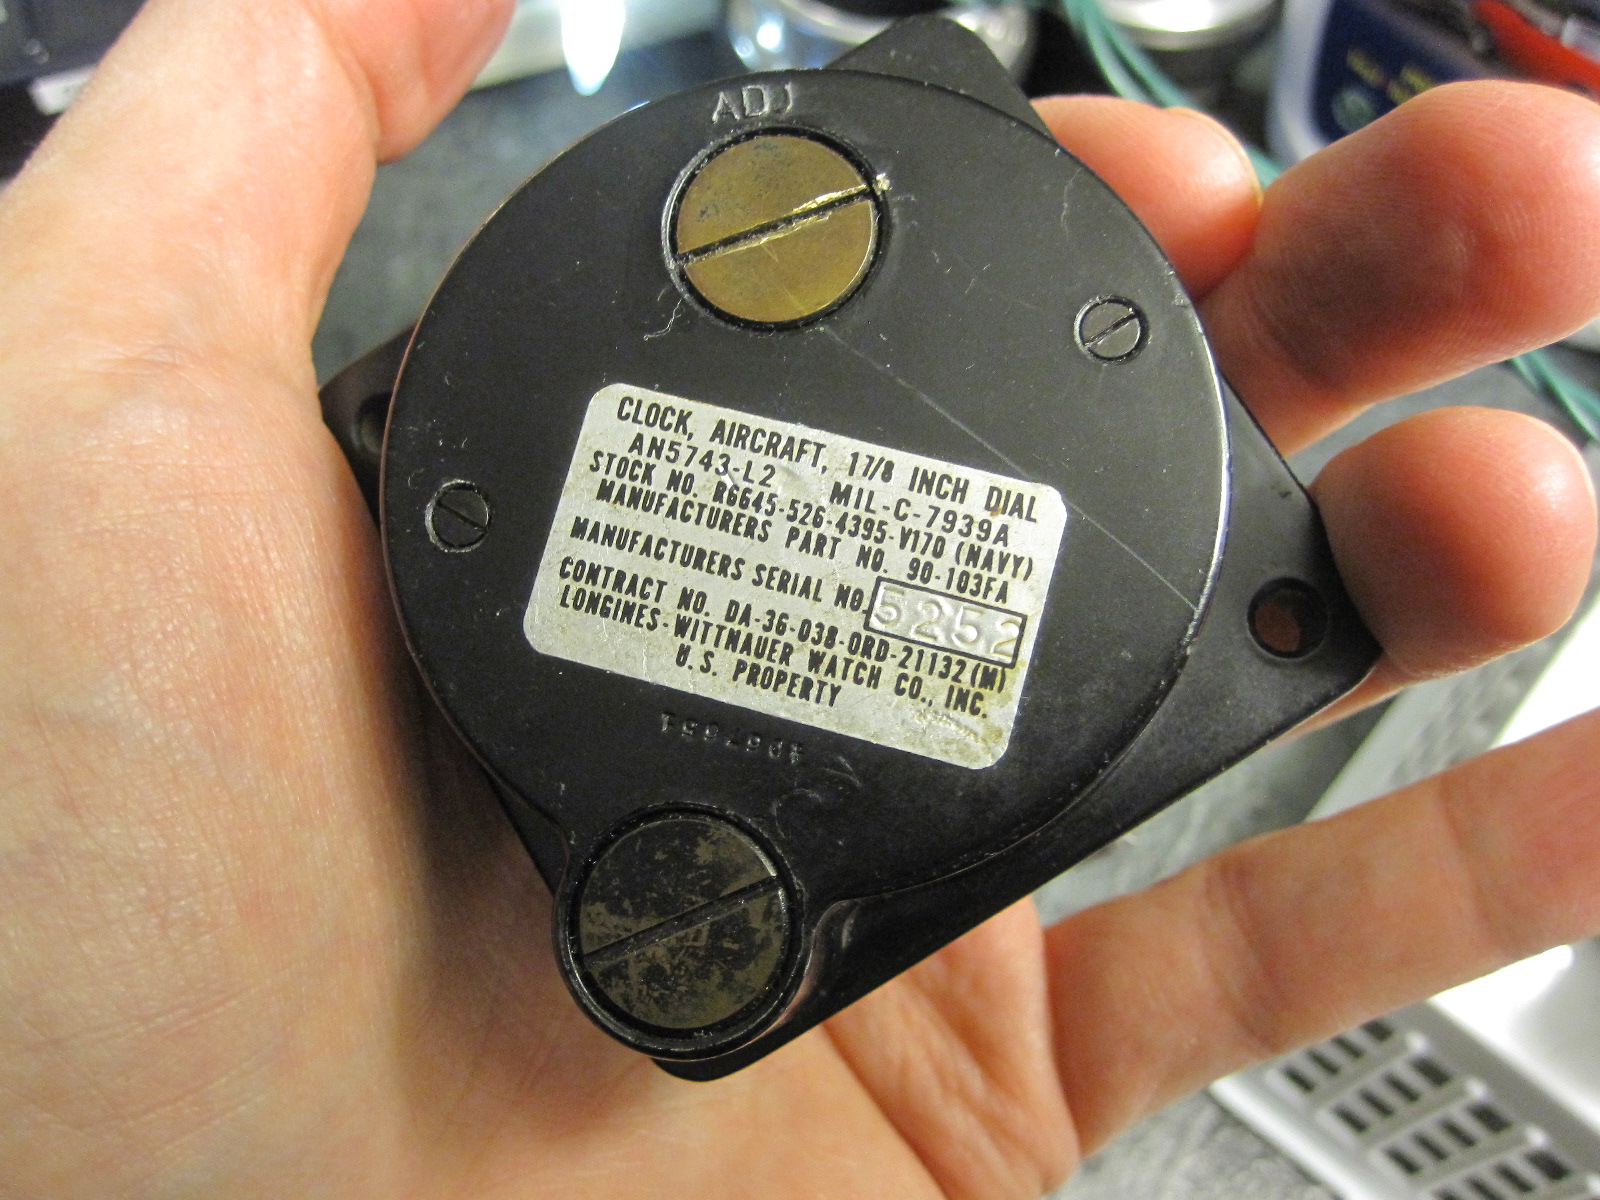 ADJ
CLOCK, AIRCRAFT, 1 7/8 INCH DIAL
AN5743-L2 MIL-C-7939A
STOCK NO. R6645-526-4395-V170 (NAVY)
MANUFACTURERS PART NO. 90-103FA
MANUFACTURERS SERIAL NO. 5252
CONTRACT NO. DA-36-038-ORD-21132(M)
LONGINES-WITTNAUER WATCH CO., INC.
U.S. PROPERTY